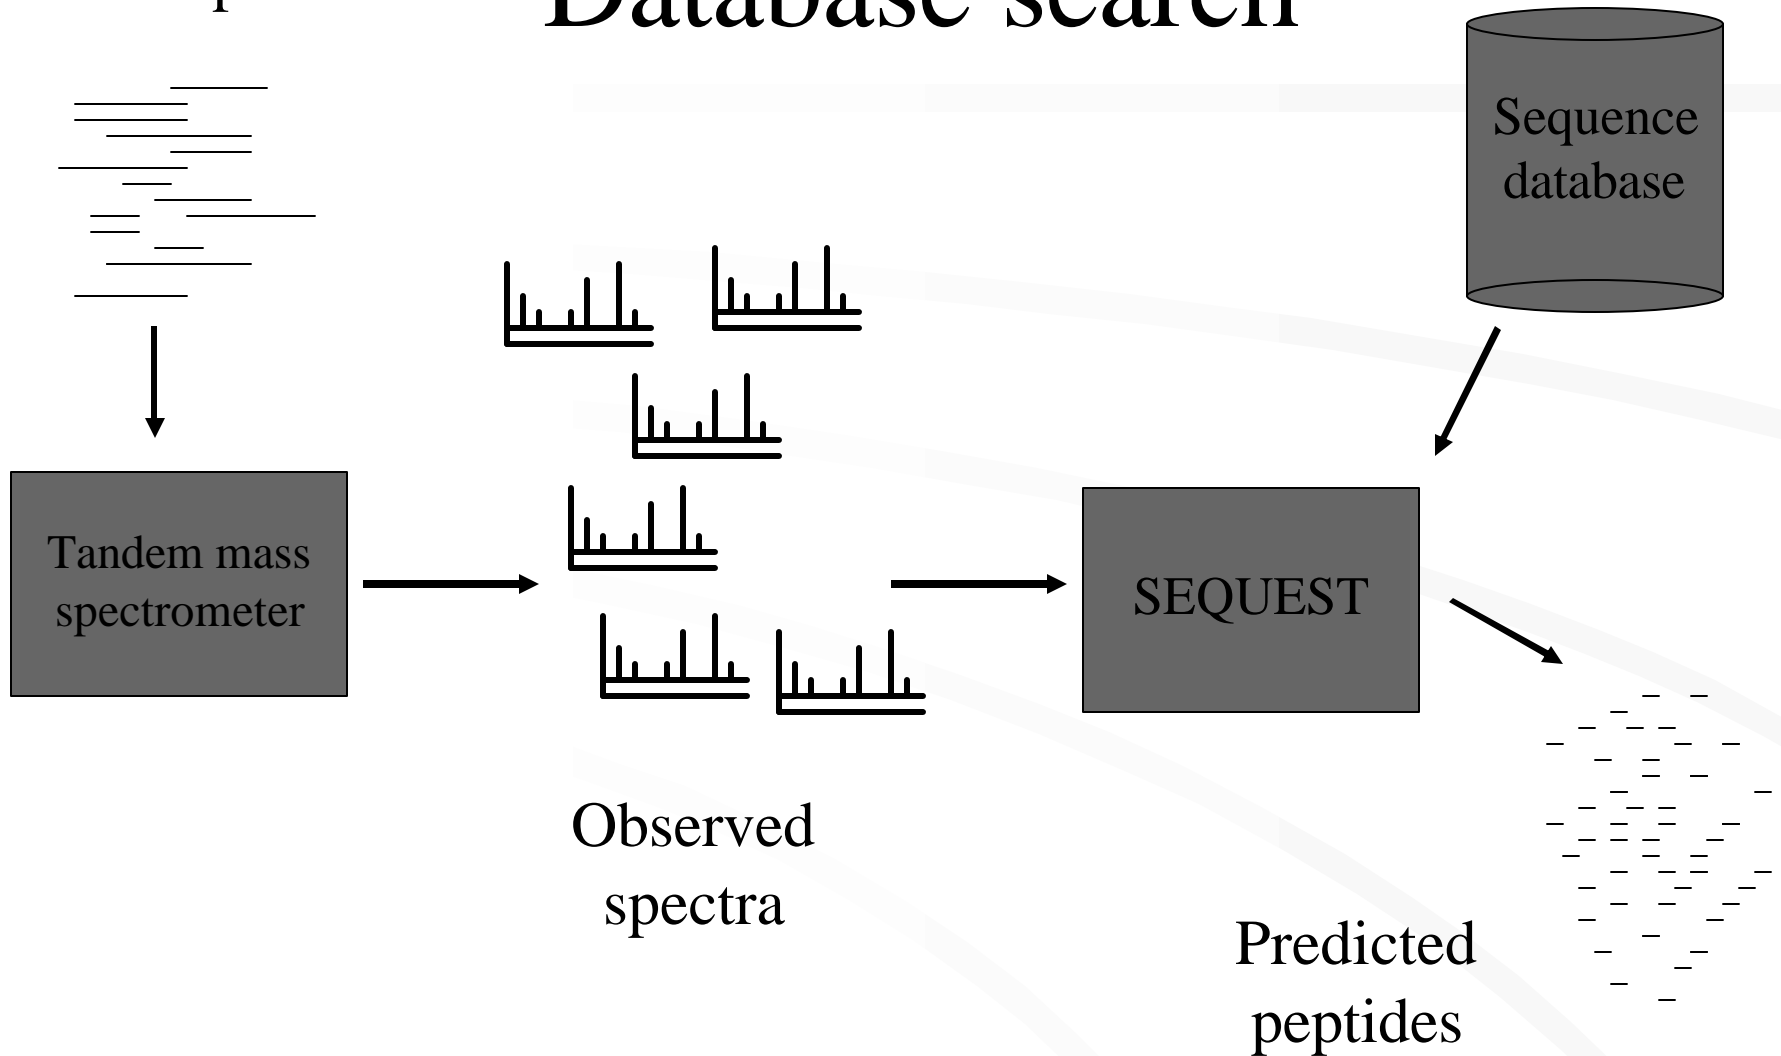 Database search
Sequence
database
Tandem mass
spectrometer
SEQUEST
Observed
spectra
Predicted
peptides